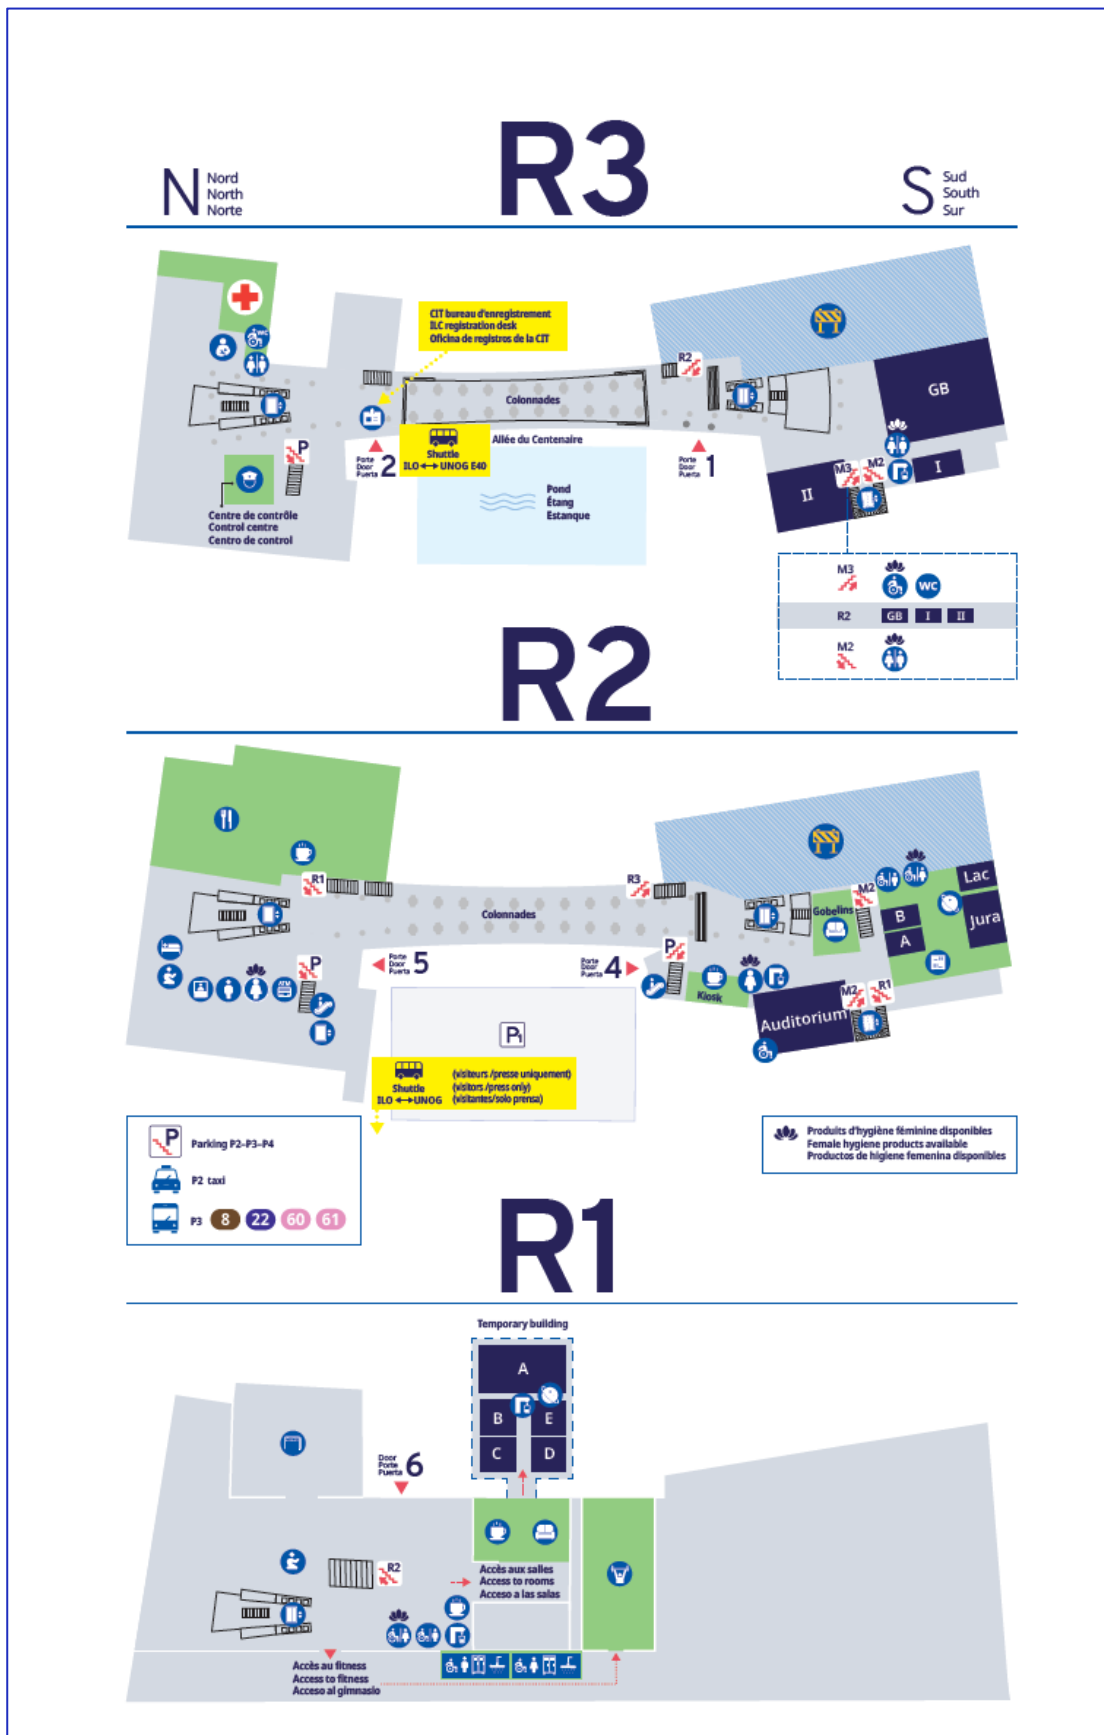 R3
N
Nord
North
Norte
S
Sud
South
Sur
CIT bureau d'enregistrement
ILC registration desk
Oficina de registros de la CIT
WC
R2
GB
Colonnades
P
Porte
Door
Puerta
2
Shuttle
ILO ↔ UNOG E40
Allée du Centenaire
Porte
Door
Puerta
1
M3
M2
I
II
Pond
Étang
Estanque
Centre de contrôle
Control centre
Centro de control
M3
WC
R2
GB
I
II
M2
R2
R1
R3
Colonnades
M2
Lac
Gobelins
B
A
Jura
P
Porte
Door
Puerta
5
Porte
Door
Puerta
4
P
ATM
Kiosk
M2
R1
Auditorium
P1
Shuttle
ILO ↔ UNOG
(visiteurs /presse uniquement)
(visitors /press only)
(visitantes/solo prensa)
P
Parking P2–P3–P4
P2 taxi
P3
8
22
60
61
Produits d'hygiène féminine disponibles
Female hygiene products available
Productos de higiene femenina disponibles
R1
Temporary building
A
B
E
C
D
Door
Porte
Puerta
6
R2
Accès aux salles
Access to rooms
Acceso a las salas
Accès au fitness
Access to fitness
Acceso al gimnasio